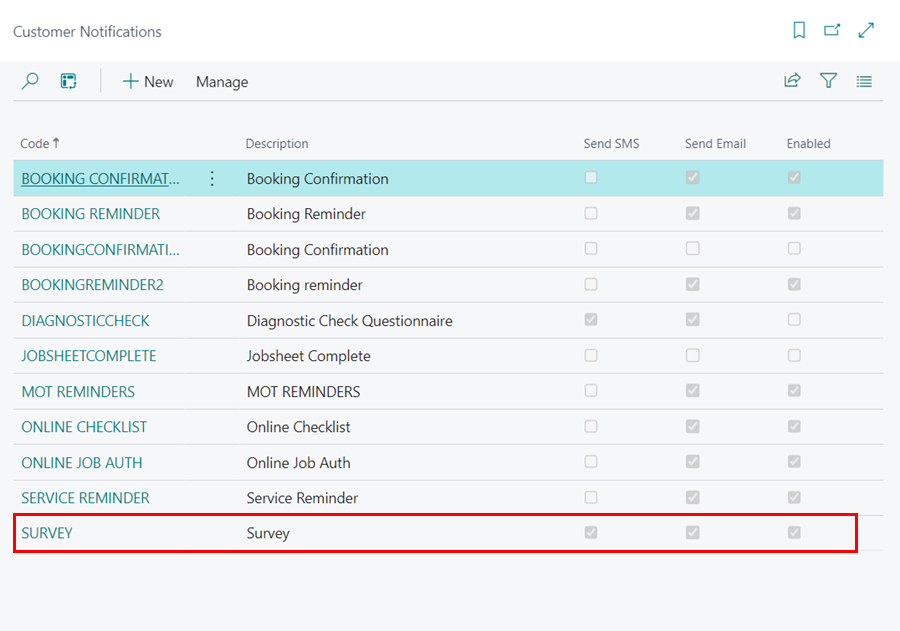 Customer Notifications
New Manage
Code↑ Description Send SMS Send Email Enabled
BOOKING CONFIRMAT... Booking Confirmation
BOOKING REMINDER Booking Reminder
BOOKINGCONFIRMATI... Booking Confirmation
BOOKINGREMINDER2 Booking reminder
DIAGNOSTICCHECK Diagnostic Check Questionnaire
JOBSHEETCOMPLETE Jobsheet Complete
MOT REMINDERS MOT REMINDERS
ONLINE CHECKLIST Online Checklist
ONLINE JOB AUTH Online Job Auth
SERVICE REMINDER Service Reminder
SURVEY Survey